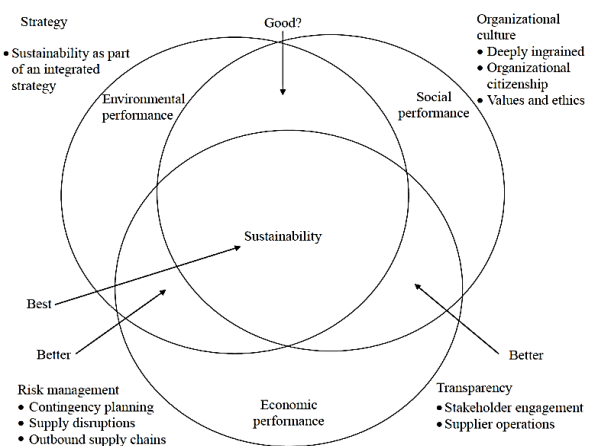 Strategy
• Sustainability as part
of an integrated
strategy
Good?
Organizational
culture
• Deeply ingrained
• Organizational
citizenship
• Values and ethics
Environmental
performance
Social
performance
Sustainability
Best
Better
Better
Risk management
• Contingency planning
• Supply disruptions
• Outbound supply chains
Economic
performance
Transparency
• Stakeholder engagement
• Supplier operations